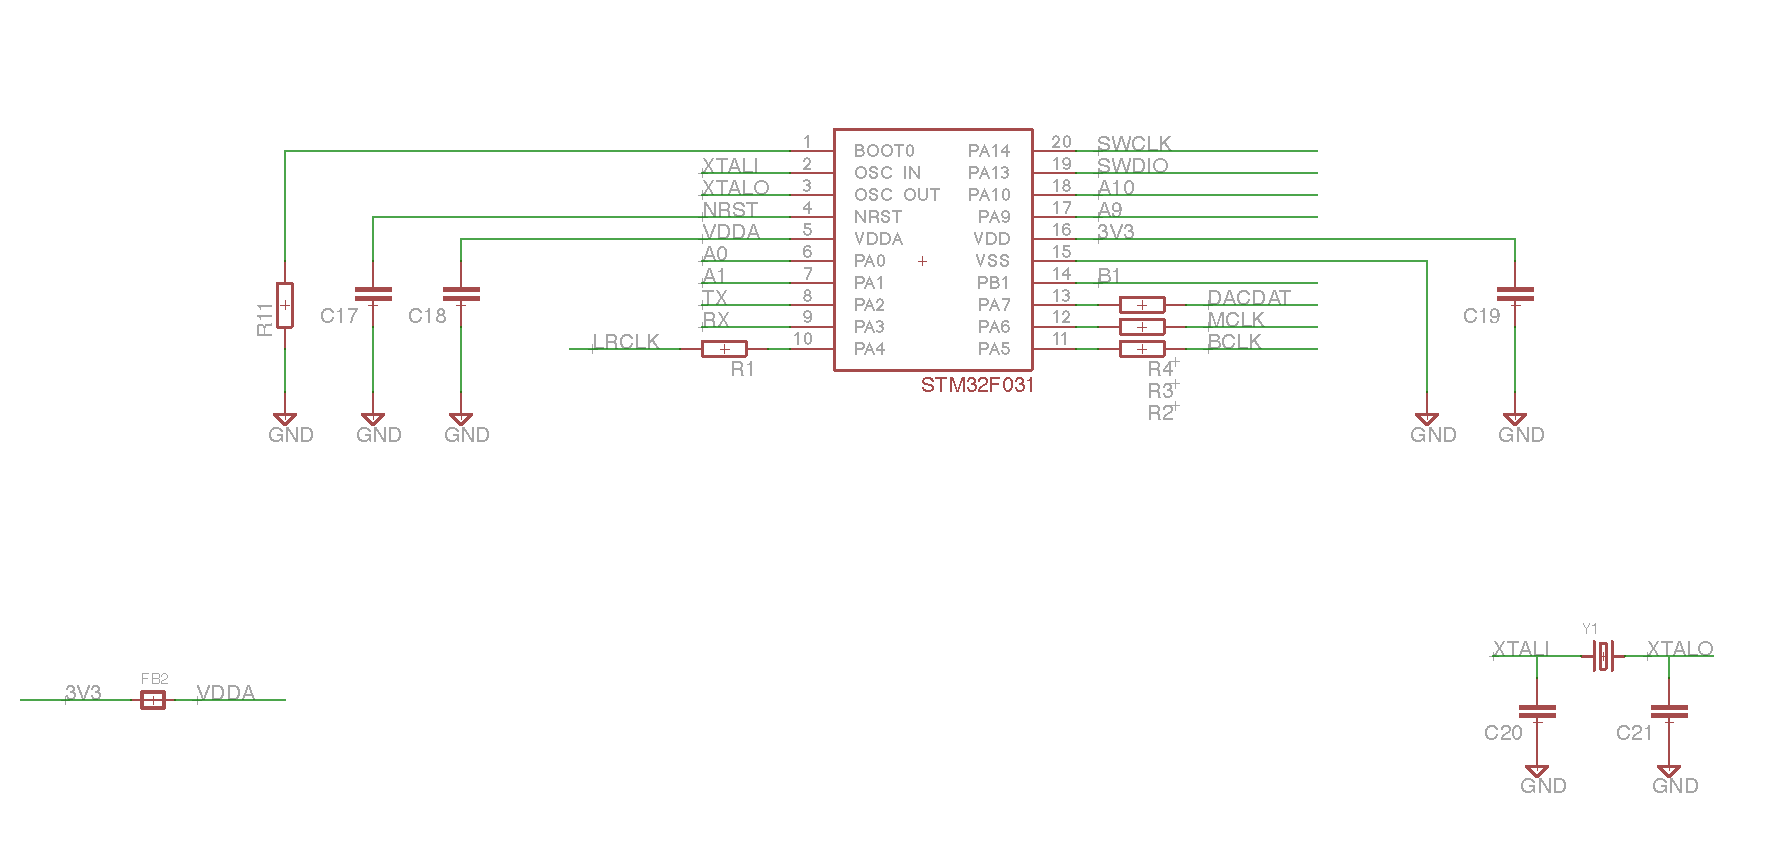 1 BOOT0 PA14 20 SWCLK
XTALI 2 OSC IN PA13 19 SWDIO
XTALO 3 OSC OUT PA10 18 A10
NRST 4 NRST PA9 17 A9
VDDA 5 VDDA VDD 16 3V3
A0 6 PA0 VSS 15
A1 7 PA1 PB1 14 B1
TX 8 PA2 PA7 13 DACDAT
RX 9 PA3 PA6 12 MCLK
LRCLK 10 PA4 PA5 11 BCLK
R11 C17 C18 C19
R1 R4
STM32F031
R3
R2
GND GND GND GND GND
Y1
XTALI XTALO
FB2
3V3 VDDA
C20 C21
GND GND